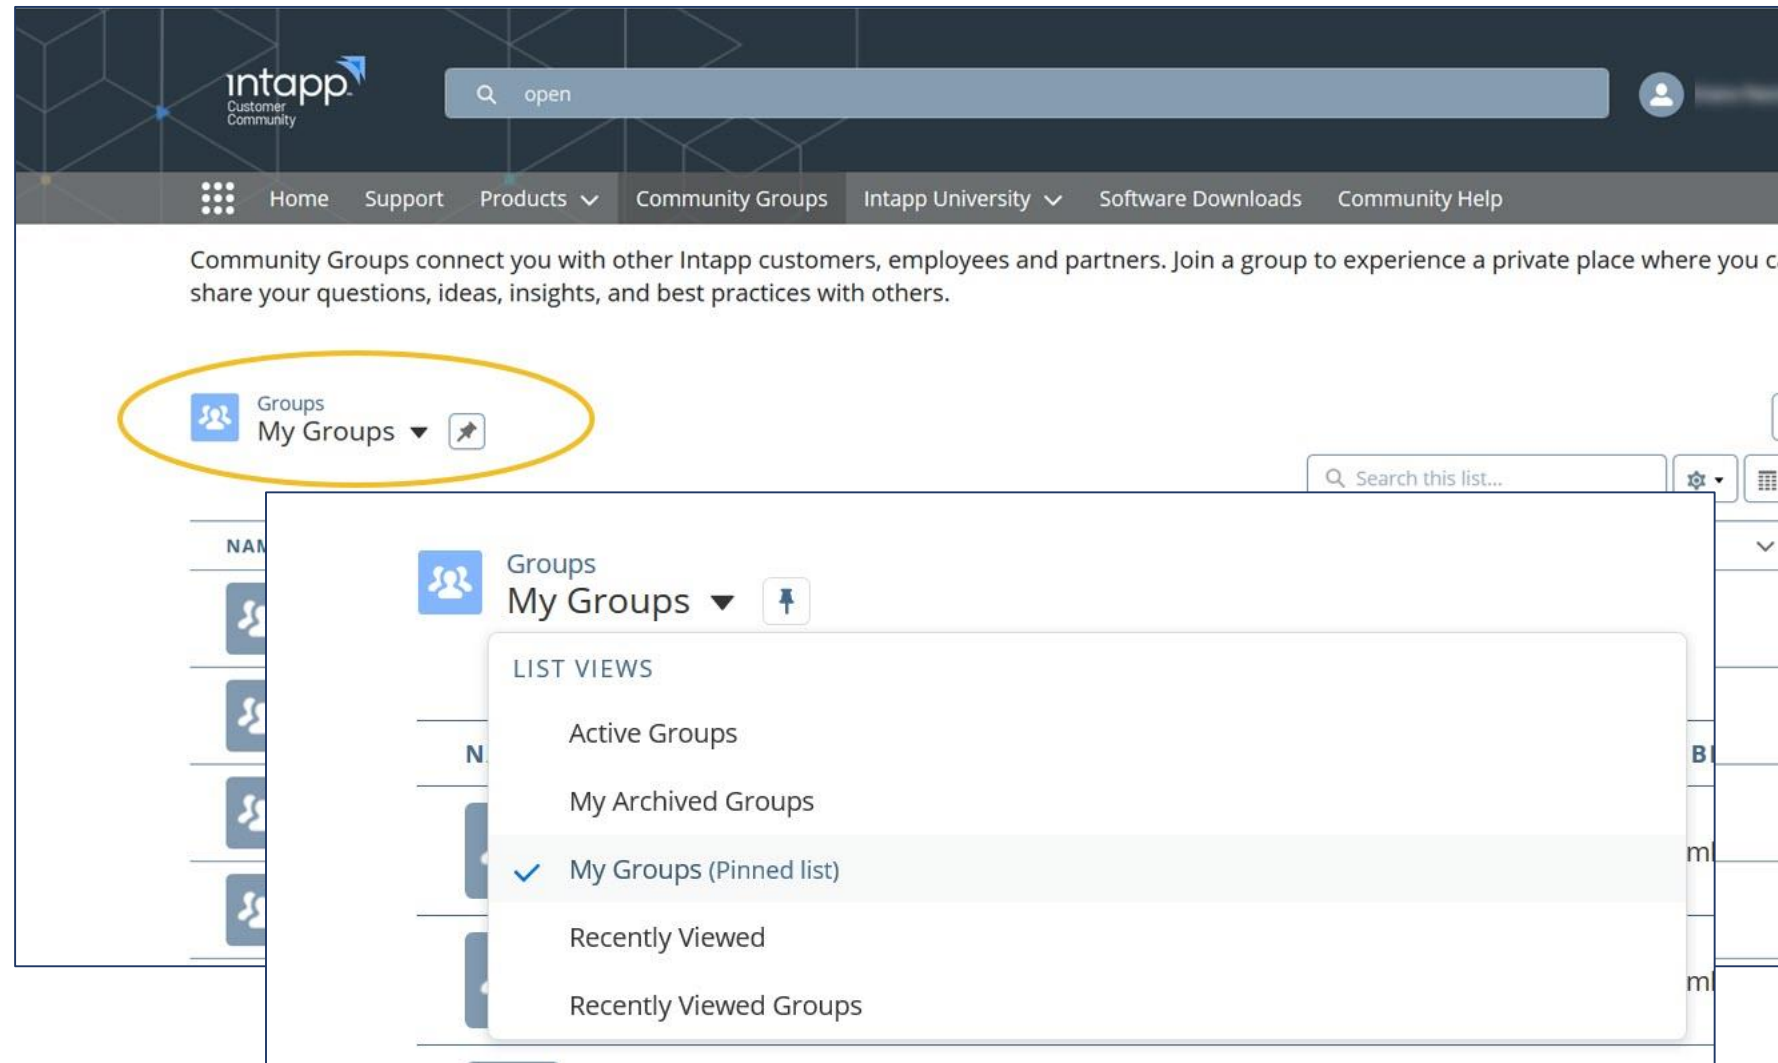 ıntapp
Customer
Community
open
Home Support Products Community Groups Intapp University Software Downloads Community Help
Community Groups connect you with other Intapp customers, employees and partners. Join a group to experience a private place where you
share your questions, ideas, insights, and best practices with others.
Groups
My Groups
Search this list...
Groups
My Groups
LIST VIEWS
Active Groups
My Archived Groups
My Groups (Pinned list)
Recently Viewed
Recently Viewed Groups